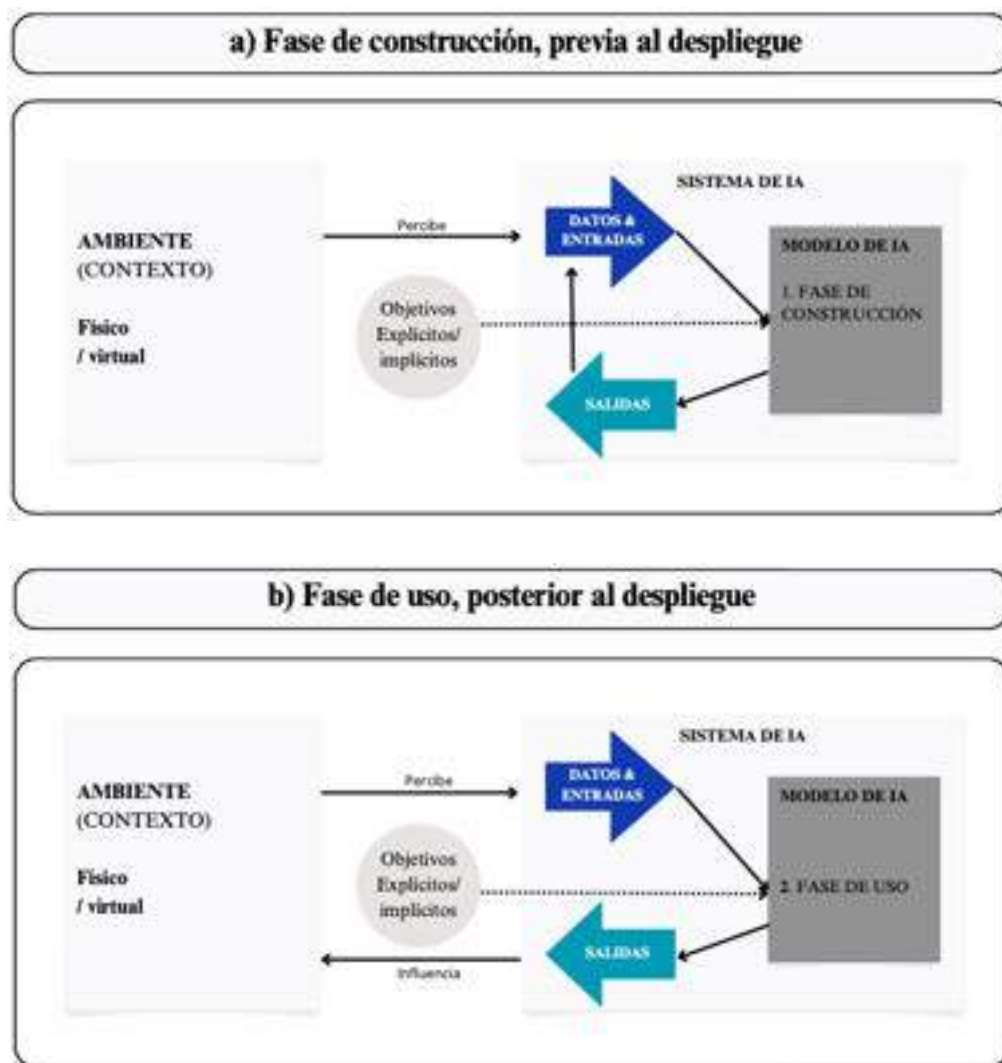 a) Fase de construcción, previa al despliegue
SISTEMA DE IA
Percibe
DATOS &
ENTRADAS
AMBIENTE
(CONTEXTO)
Físico
/ virtual
Objetivos
Explícitos/
implícitos
MODELO DE IA
1. FASE DE
CONSTRUCCIÓN
SALIDAS
b) Fase de uso, posterior al despliegue
SISTEMA DE IA
Percibe
DATOS &
ENTRADAS
AMBIENTE
(CONTEXTO)
Físico
/ virtual
Objetivos
Explícitos/
implícitos
MODELO DE IA
2. FASE DE USO
SALIDAS
Influencia